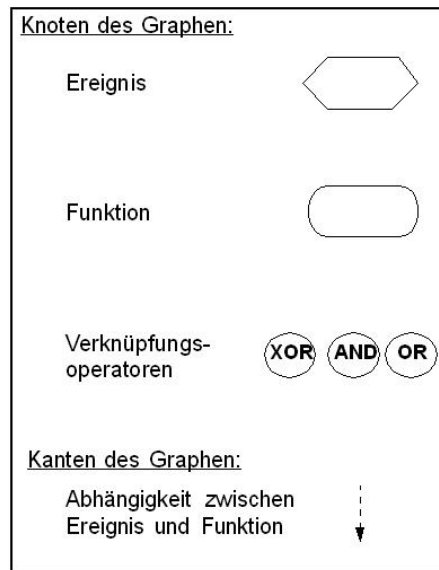 Knoten des Graphen:
Ereignis
Funktion
Verknüpfungs-
operatoren
XOR AND OR
Kanten des Graphen:
Abhängigkeit zwischen
Ereignis und Funktion